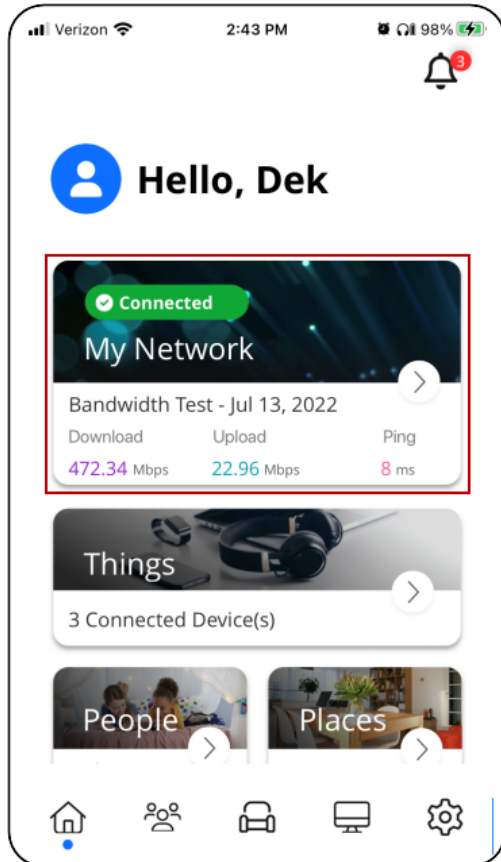 Verizon 2:43 PM 98%
3
Hello, Dek
Connected
My Network
Bandwidth Test - Jul 13, 2022
Download Upload Ping
472.34 Mbps 22.96 Mbps 8 ms
Things
3 Connected Device(s)
People Places